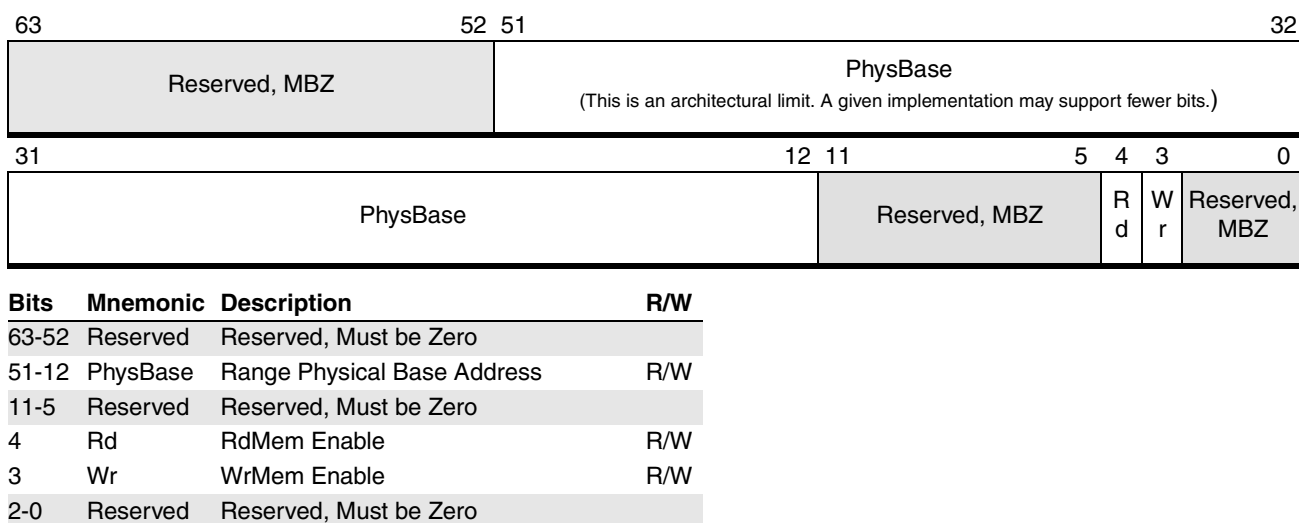 63 52 51 32
Reserved, MBZ
PhysBase
(This is an architectural limit. A given implementation may support fewer bits.)
31 12 11 5 4 3 0
PhysBase
Reserved, MBZ
R
d
W
r
Reserved,
MBZ
Bits Mnemonic Description R/W
63-52 Reserved Reserved, Must be Zero
51-12 PhysBase Range Physical Base Address R/W
11-5 Reserved Reserved, Must be Zero
4 Rd RdMem Enable R/W
3 Wr WrMem Enable R/W
2-0 Reserved Reserved, Must be Zero